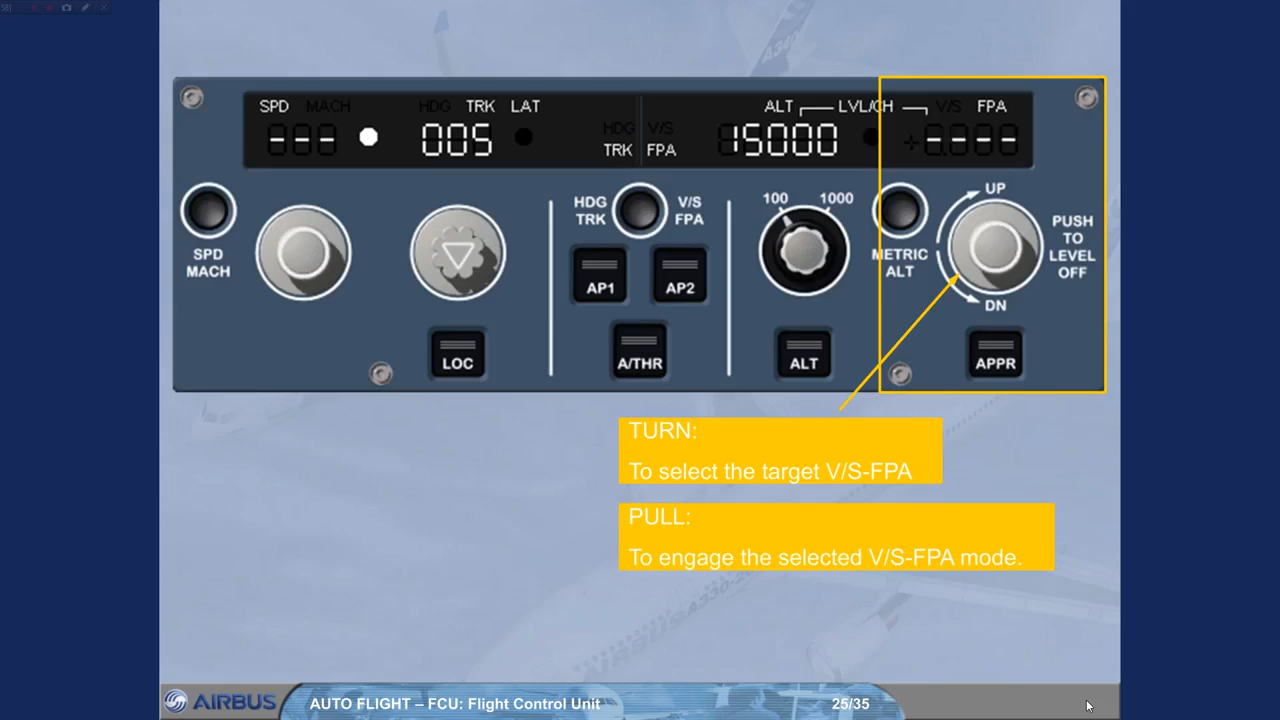 SPD MACH HDG TRK LAT ALT LVL/CH V/S FPA
--- 005 HDG V/S 15000 ----
TRK FPA
SPD
MACH
HDG
TRK
V/S
FPA
AP1 AP2
LOC
A/THR
100 1000
ALT
METRIC
ALT
UP
DN
PUSH
TO
LEVEL
OFF
APPR
TURN:
To select the target V/S-FPA
PULL:
To engage the selected V/S-FPA mode.
AIRBUS AUTO FLIGHT – FCU: Flight Control Unit 25/35